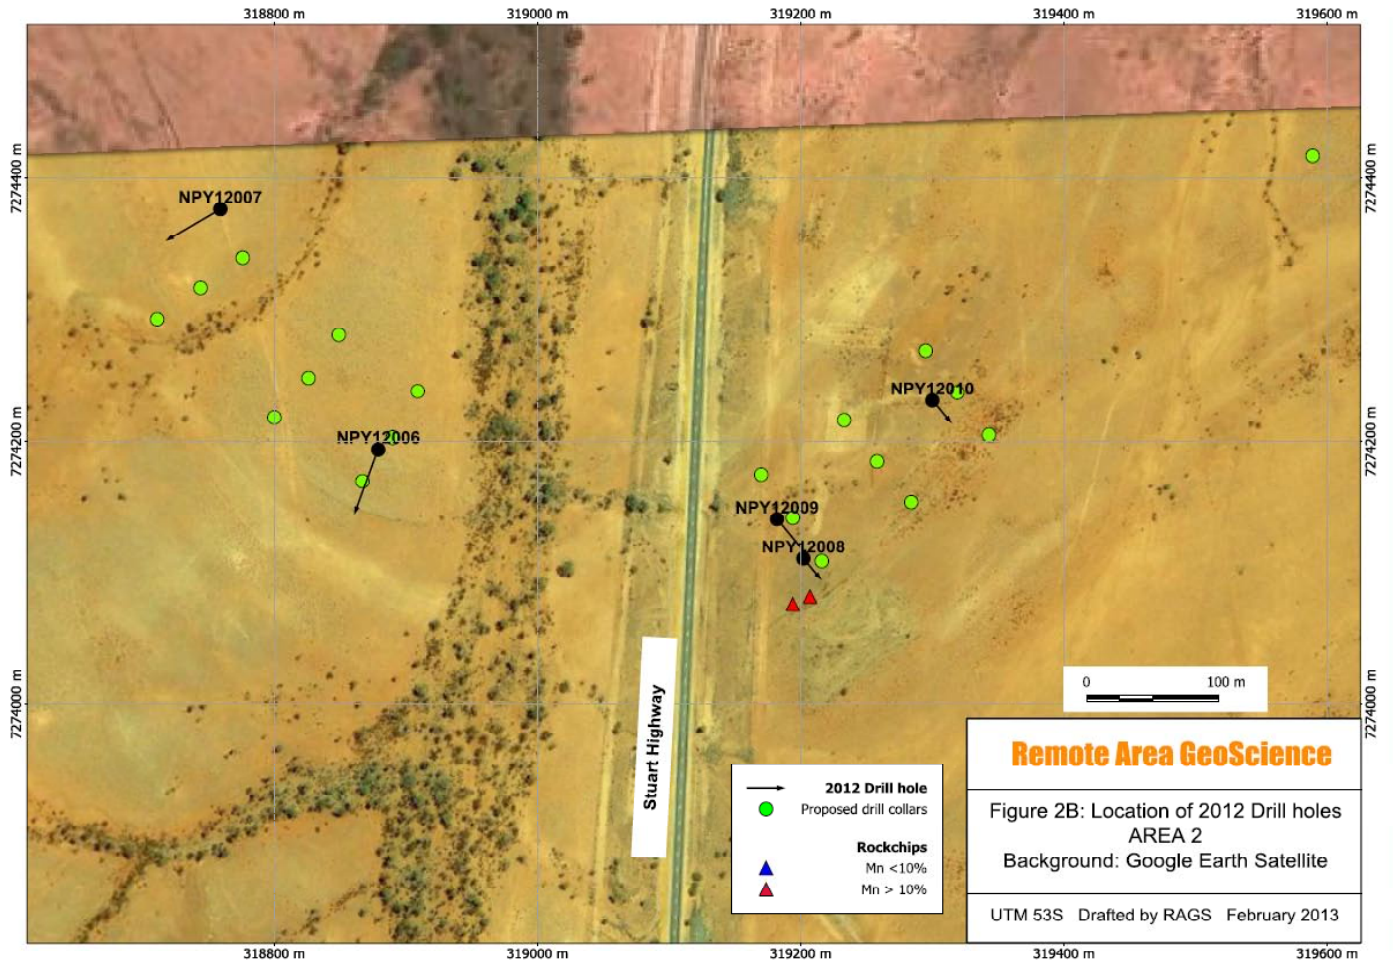 318800 m 319000 m 319200 m 319400 m 319600 m
7274400 m
7274400 m
NPY12007
NPY12010
7274200 m
7274200 m
NPY12006
NPY12009
NPY12008
0 100 m
7274000 m
7274000 m
Stuart Highway
2012 Drill hole
Proposed drill collars
Rockchips
Mn <10%
Mn > 10%
Remote Area GeoScience
Figure 2B: Location of 2012 Drill holes
AREA 2
Background: Google Earth Satellite
UTM 53S Drafted by RAGS February 2013
318800 m 319000 m 319200 m 319400 m 319600 m